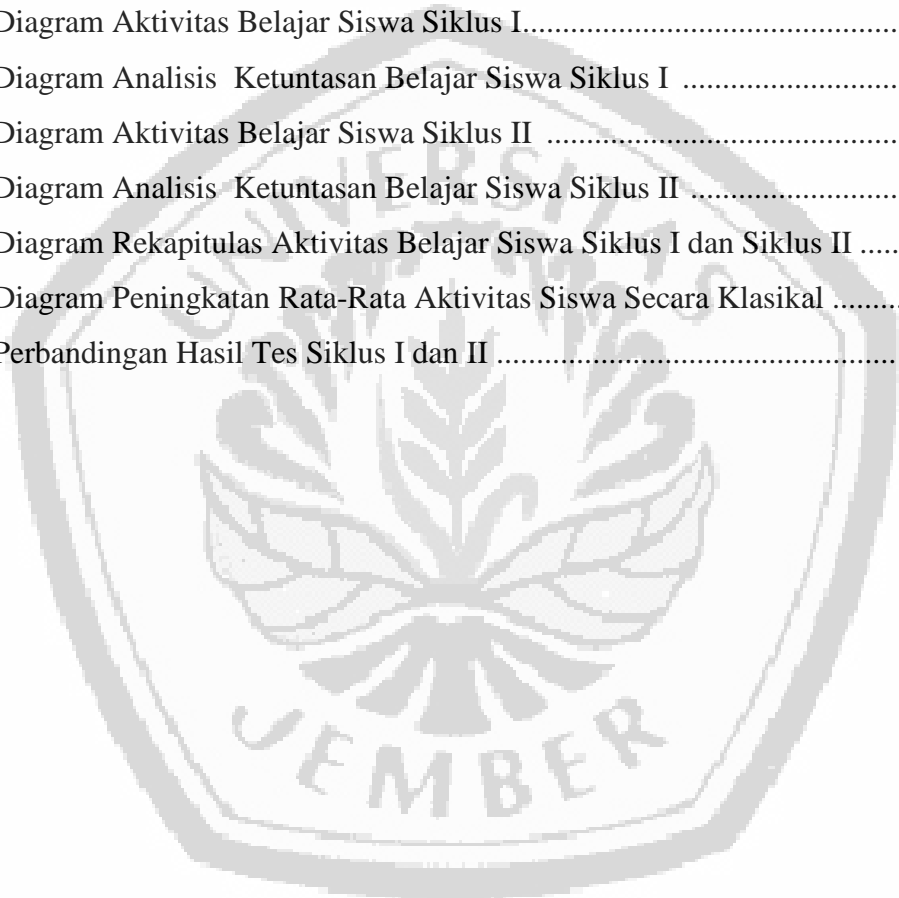 Diagram Aktivitas Belajar Siswa Siklus I...............................................
Diagram Analisis  Ketuntasan Belajar Siswa Siklus I  ...........................
Diagram Aktivitas Belajar Siswa Siklus II  ............................................
Diagram Analisis  Ketuntasan Belajar Siswa Siklus II ..........................
Diagram Rekapitulas Aktivitas Belajar Siswa Siklus I dan Siklus II .....
Diagram Peningkatan Rata-Rata Aktivitas Siswa Secara Klasikal .........
Perbandingan Hasil Tes Siklus I dan II ..................................................
UNIVERSITAS
JEMBER